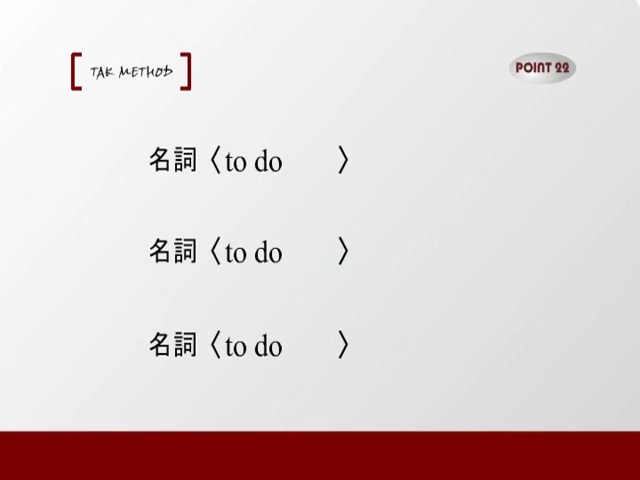 TAK METHOD
POINT 22
名詞〈to do 〉
名詞〈to do 〉
名詞〈to do 〉